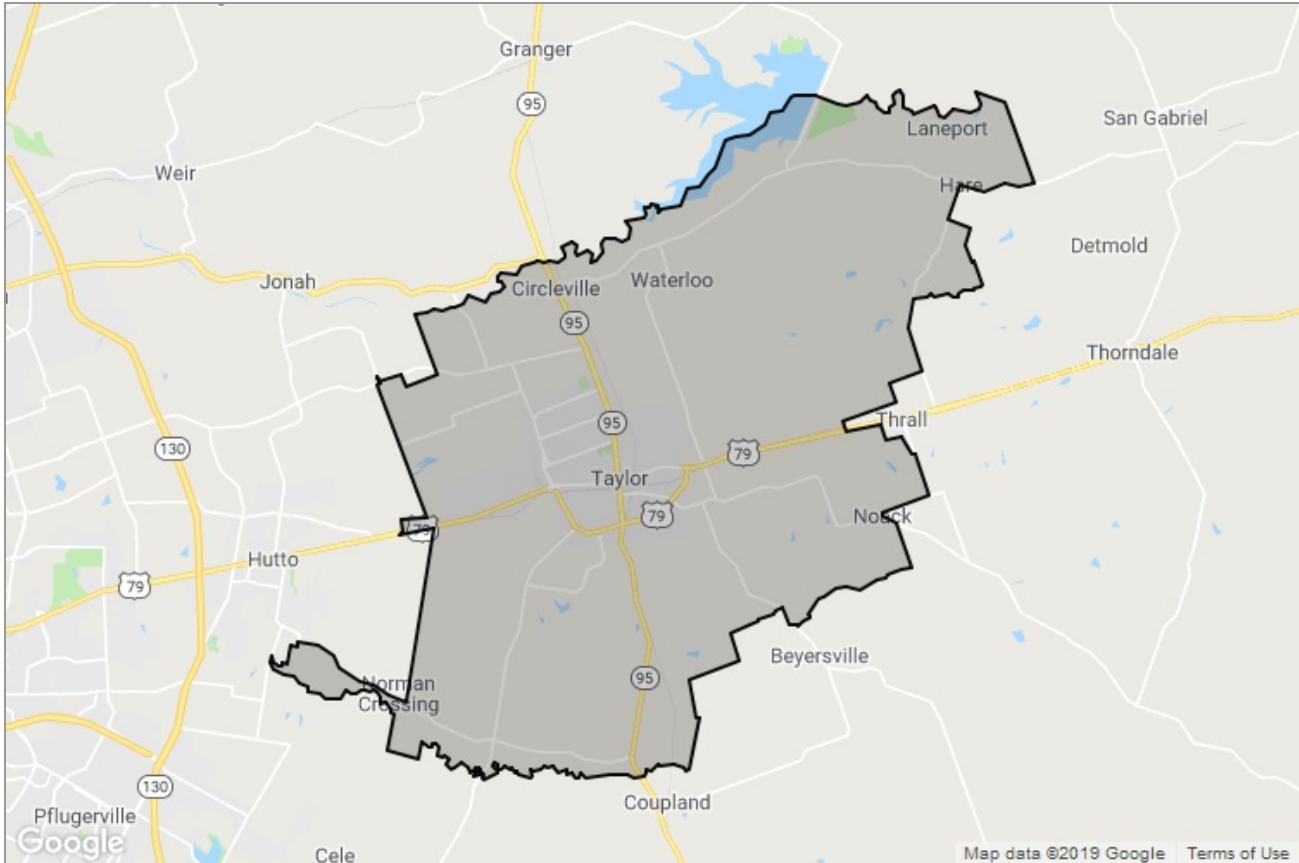 Granger
95
San Gabriel
Laneport
Weir
Hare
Detmold
Jonah
Waterloo
Circleville
95
Thorndale
95
Thrall
130
79
Taylor
79
Noack
79
Hutto
79
Beyersville
95
Norman
Crossing
130
Coupland
Pflugerville
Google
Cele
Map data ©2019 Google
Terms of Use